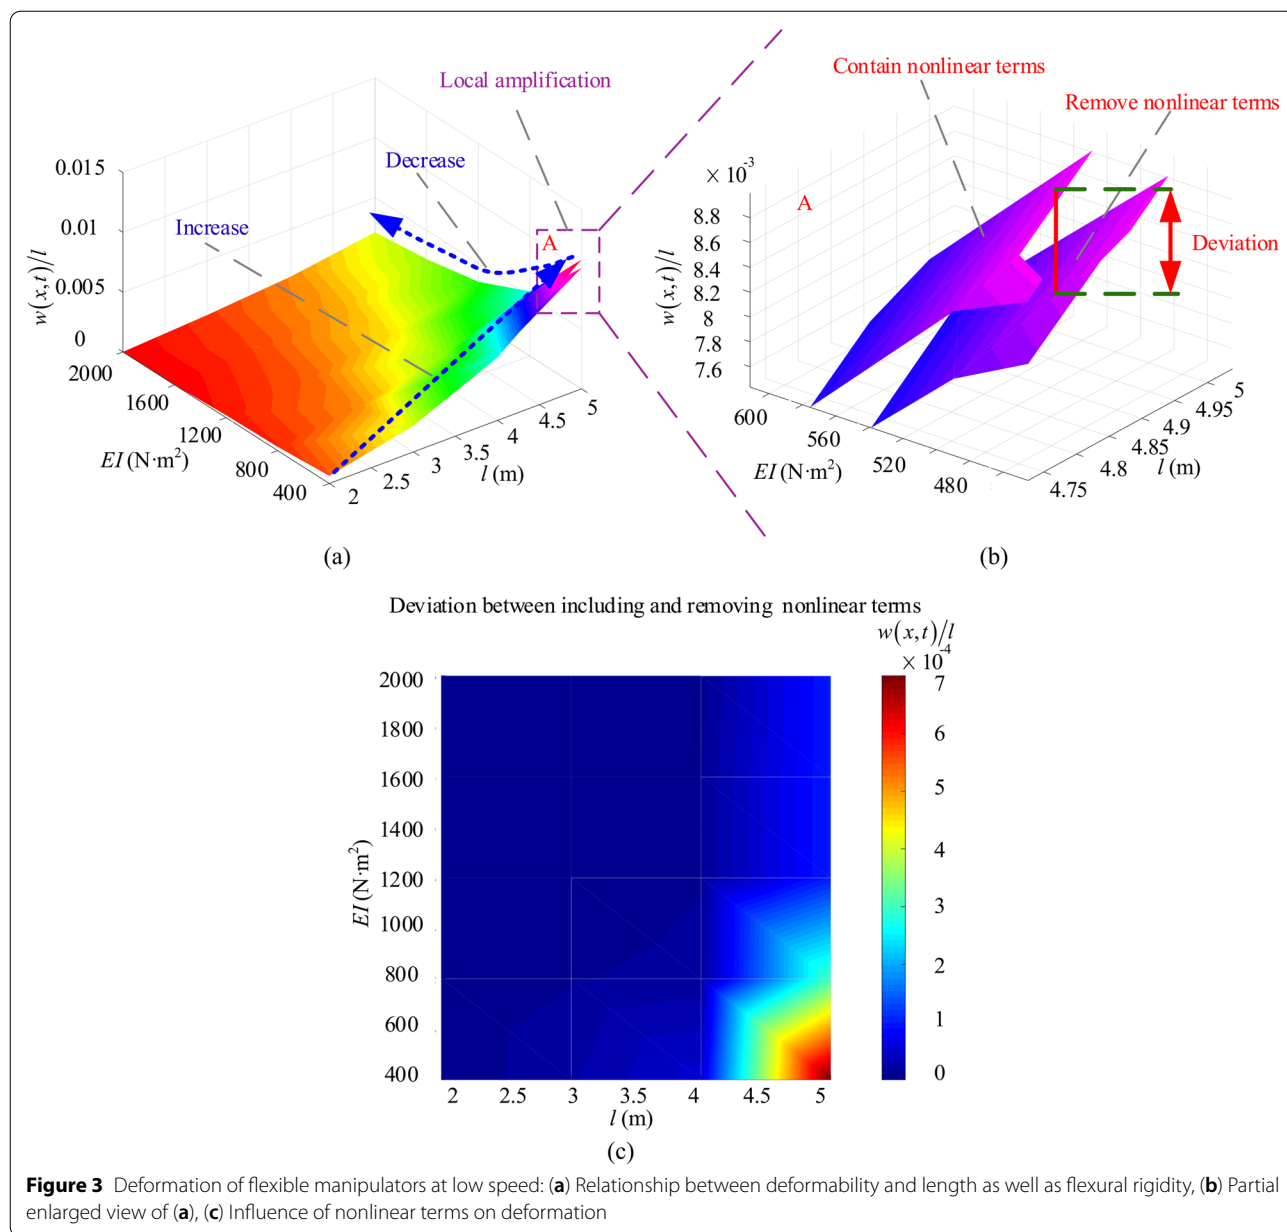 Local amplification
Decrease
Increase
A
w(x,t)/l
0.015
0.01
0.005
0
2000
1600
1200
800
400
EI (N·m²)
2
2.5
3
3.5
4
4.5
5
l (m)
(a)
Contain nonlinear terms
Remove nonlinear terms
× 10⁻³
A
Deviation
w(x,t)/l
8.8
8.6
8.4
8.2
8
7.8
7.6
600
560
520
480
EI (N·m²)
4.75
4.8
4.85
4.9
4.95
5
l (m)
(b)
Deviation between including and removing nonlinear terms
w(x,t)/l
× 10⁻⁴
2000
1800
1600
1400
1200
1000
800
600
400
EI (N·m²)
2 2.5 3 3.5 4 4.5 5
l (m)
7
6
5
4
3
2
1
0
(c)
Figure 3 Deformation of flexible manipulators at low speed: (a) Relationship between deformability and length as well as flexural rigidity, (b) Partial
enlarged view of (a), (c) Influence of nonlinear terms on deformation